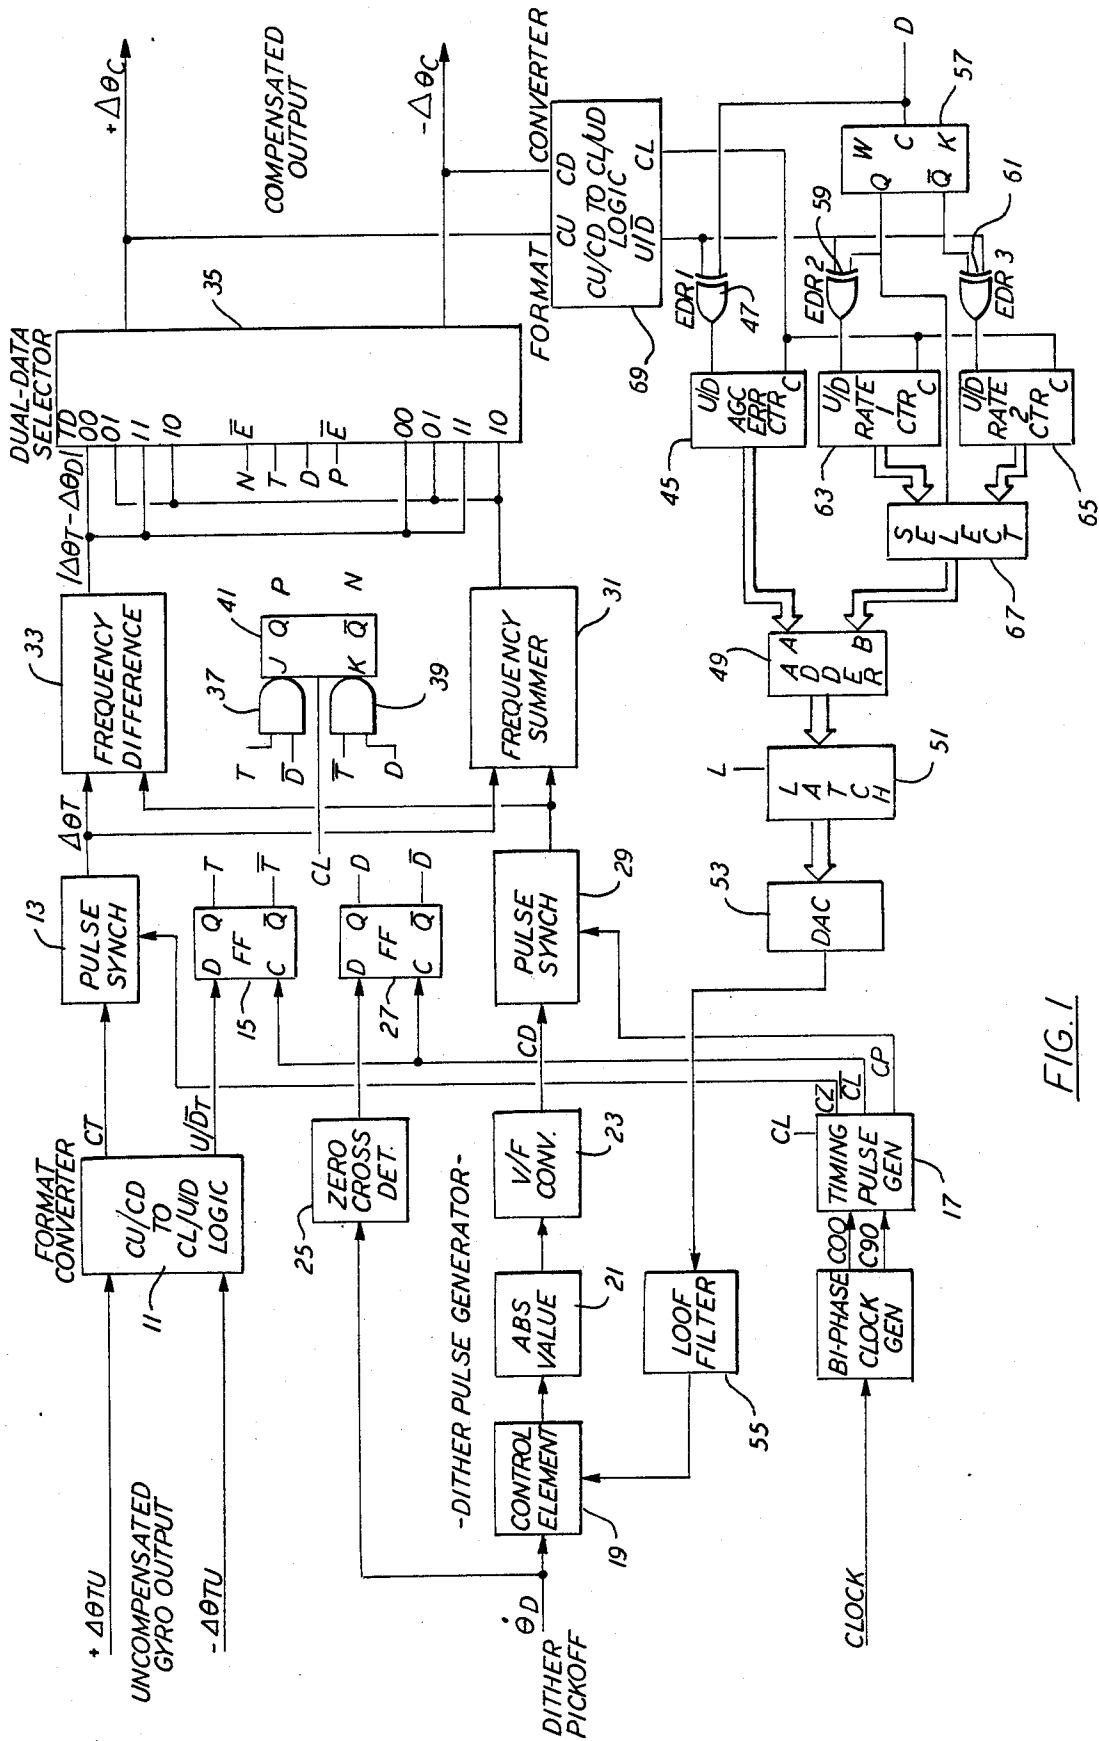 UNCOMPENSATED
GYRO OUTPUT
+ΔθTU
-ΔθTU
FORMAT
CONVERTER
CU/CD
TO
CL/U/D
LOGIC
11
CT
U/D̅T
PULSE
SYNCH
13
ΔθT
D Q
FF
C Q̅
15
T
T̅
FREQUENCY
DIFFERENCE
33
|ΔθT-ΔθD|
DUAL-DATA
SELECTOR
TD
00
01
11
10
E̅
E̅
00
01
11
10
N
T
D
P
35
+ΔθC
COMPENSATED
OUTPUT
-ΔθC
ZERO
CROSS
DET.
25
D Q
FF
C Q̅
27
D
D̅
T
D̅
37
T̅
D
39
CL
J Q
K Q̅
41
P
N
-DITHER PULSE GENERATOR-
θ̇D
DITHER
PICKOFF
CONTROL
ELEMENT
19
ABS
VALUE
21
V/F
CONV.
23
CD
PULSE
SYNCH
29
FREQUENCY
SUMMER
31
FORMAT CONVERTER
CU CD
CU/CD TO CL/UD
LOGIC
U/D̅ CL
69
LOOF
FILTER
55
DAC
53
LATCH
51
L
ADDER
A
B
49
AGC
ERR
CTR
U/D
C
45
EDR 1
47
U/D
RATE
1
CTR
C
63
EDR 2
59
U/D
RATE
2
CTR
C
65
EDR 3
61
SELECT
67
W
Q C
Q̅ K
57
D
CLOCK
BI-PHASE
CLOCK
GEN
C00
C90
TIMING
PULSE
GEN
17
CL
CZ
C̅L̅
CP
FIG. 1